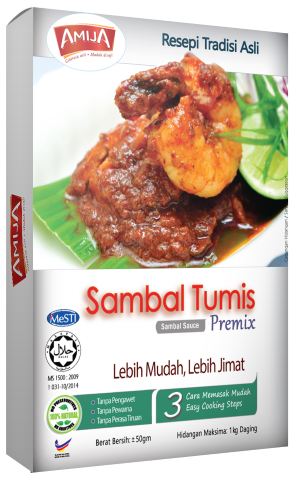 AMIJA
Resepi Tradisi Asli
AMIJA
Sambal Tumis
Sambal Sauce
Premix
MeSTI
HALAL
MS 1500 : 2009
1 031-10/2014
Lebih Mudah, Lebih Jimat
100% NATURAL
Tanpa Pengawet
Tanpa Pewarna
Tanpa Perasa Tiruan
3
Cara Memasak Mudah
Easy Cooking Steps
Berat Bersih: ±50gm
Hidangan Maksima: 1kg Daging